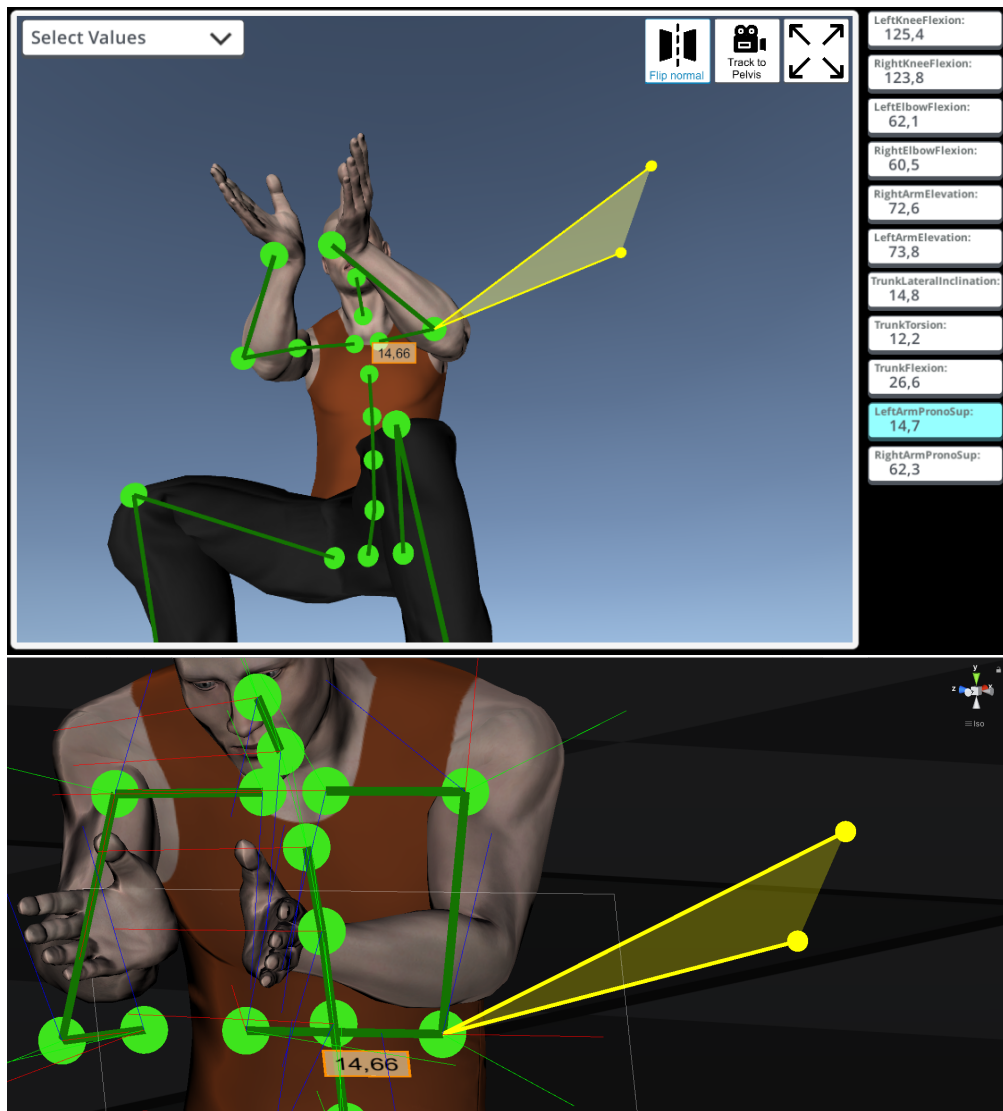 Select Values
Flip normal
Track to
Pelvis
LeftKneeFlexion:
125,4
RightKneeFlexion:
123,8
LeftElbowFlexion:
62,1
RightElbowFlexion:
60,5
RightArmElevation:
72,6
LeftArmElevation:
73,8
TrunkLateralInclination:
14,8
TrunkTorsion:
12,2
TrunkFlexion:
26,6
LeftArmPronoSup:
14,7
RightArmPronoSup:
62,3
14,66
y
z
x
Iso
14,66